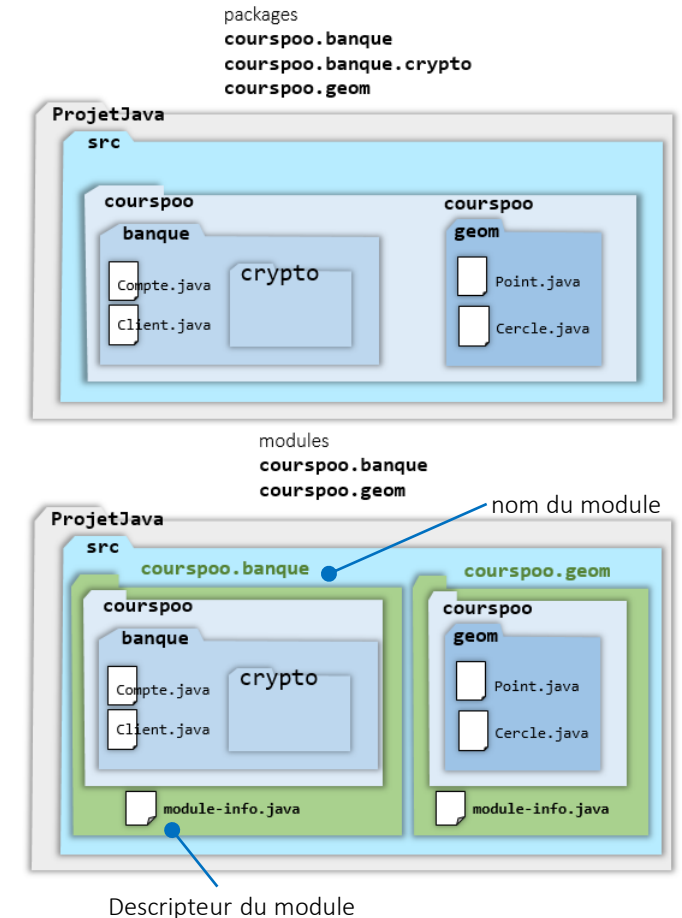 packages
courspoo.banque
courspoo.banque.crypto
courspoo.geom
ProjetJava
src
courspoo
courspoo
banque
geom
crypto
Compte.java
Point.java
Client.java
Cercle.java
modules
courspoo.banque
courspoo.geom
nom du module
ProjetJava
src
courspoo.banque
courspoo.geom
courspoo
courspoo
banque
geom
crypto
Compte.java
Point.java
Client.java
Cercle.java
module-info.java
module-info.java
Descripteur du module